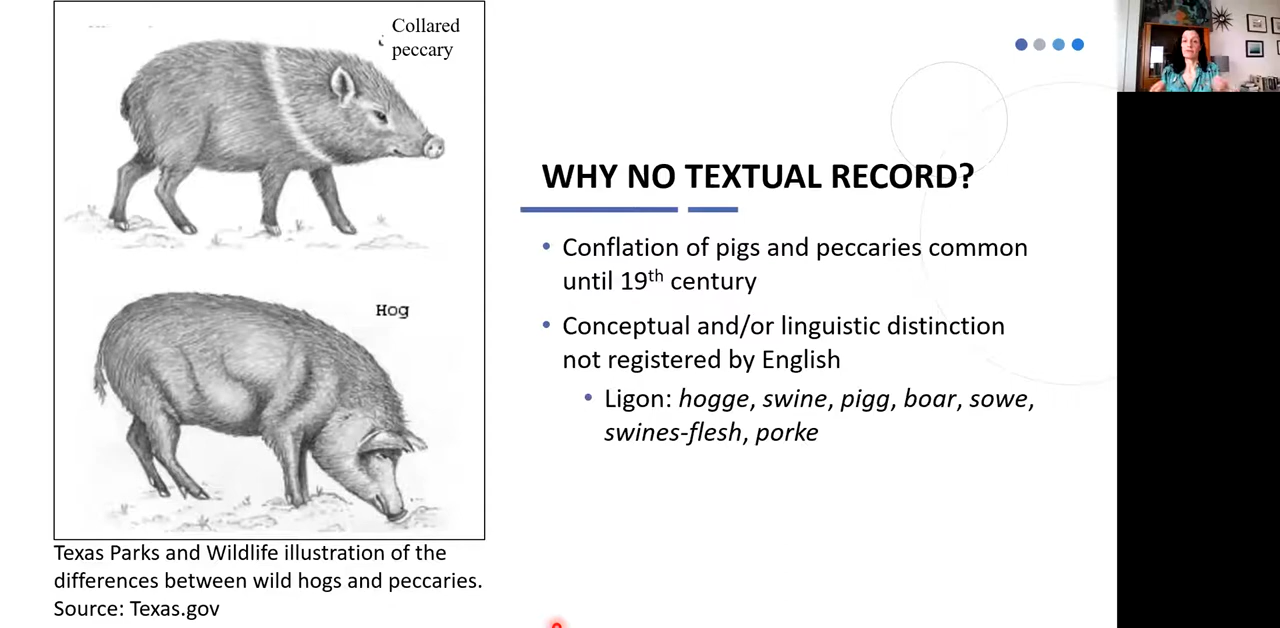 Collared
peccary
Hog
Texas Parks and Wildlife illustration of the
differences between wild hogs and peccaries.
Source: Texas.gov
WHY NO TEXTUAL RECORD?
• Conflation of pigs and peccaries common
until 19th century
• Conceptual and/or linguistic distinction
not registered by English
• Ligon: hogge, swine, pigg, boar, sowe,
swines-flesh, porke